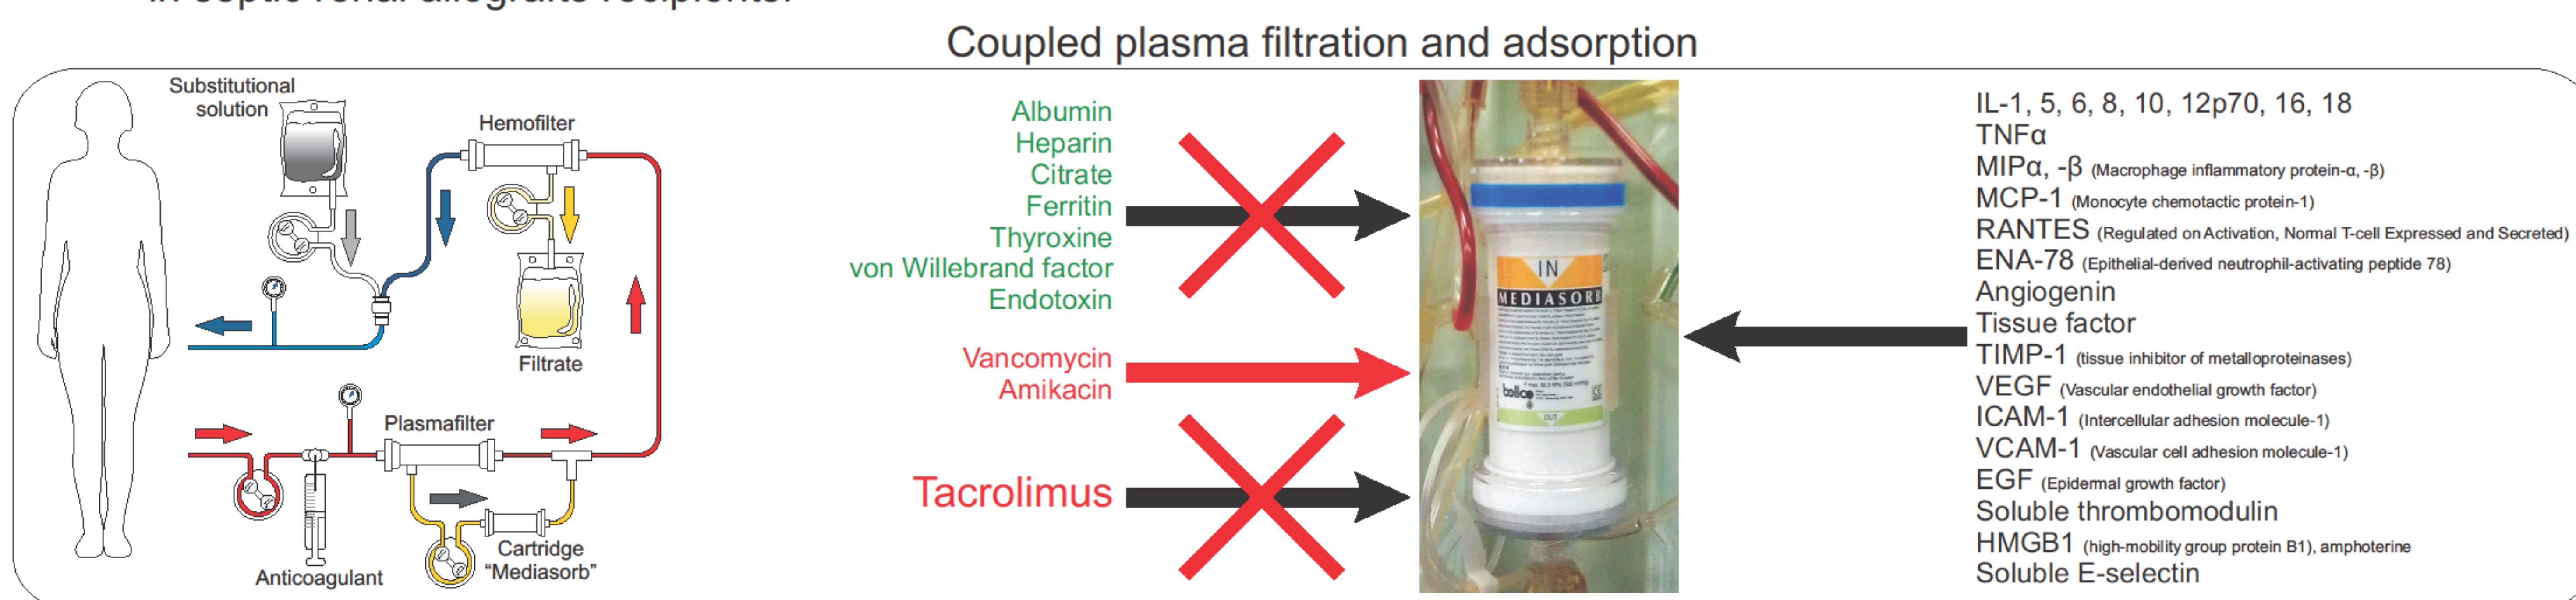 in septic renal allografts recipients.
Coupled plasma filtration and adsorption
Substitutional
solution
Hemofilter
Filtrate
Plasmafilter
Cartridge
“Mediasorb”
Anticoagulant
Albumin
Heparin
Citrate
Ferritin
Thyroxine
von Willebrand factor
Endotoxin
Vancomycin
Amikacin
Tacrolimus
IN
MEDIASORB
bellco
OUT
IL-1, 5, 6, 8, 10, 12p70, 16, 18
TNFα
MIPα, -β (Macrophage inflammatory protein-α, -β)
MCP-1 (Monocyte chemotactic protein-1)
RANTES (Regulated on Activation, Normal T-cell Expressed and Secreted)
ENA-78 (Epithelial-derived neutrophil-activating peptide 78)
Angiogenin
Tissue factor
TIMP-1 (tissue inhibitor of metalloproteinases)
VEGF (Vascular endothelial growth factor)
ICAM-1 (Intercellular adhesion molecule-1)
VCAM-1 (Vascular cell adhesion molecule-1)
EGF (Epidermal growth factor)
Soluble thrombomodulin
HMGB1 (high-mobility group protein B1), amphoterine
Soluble E-selectin